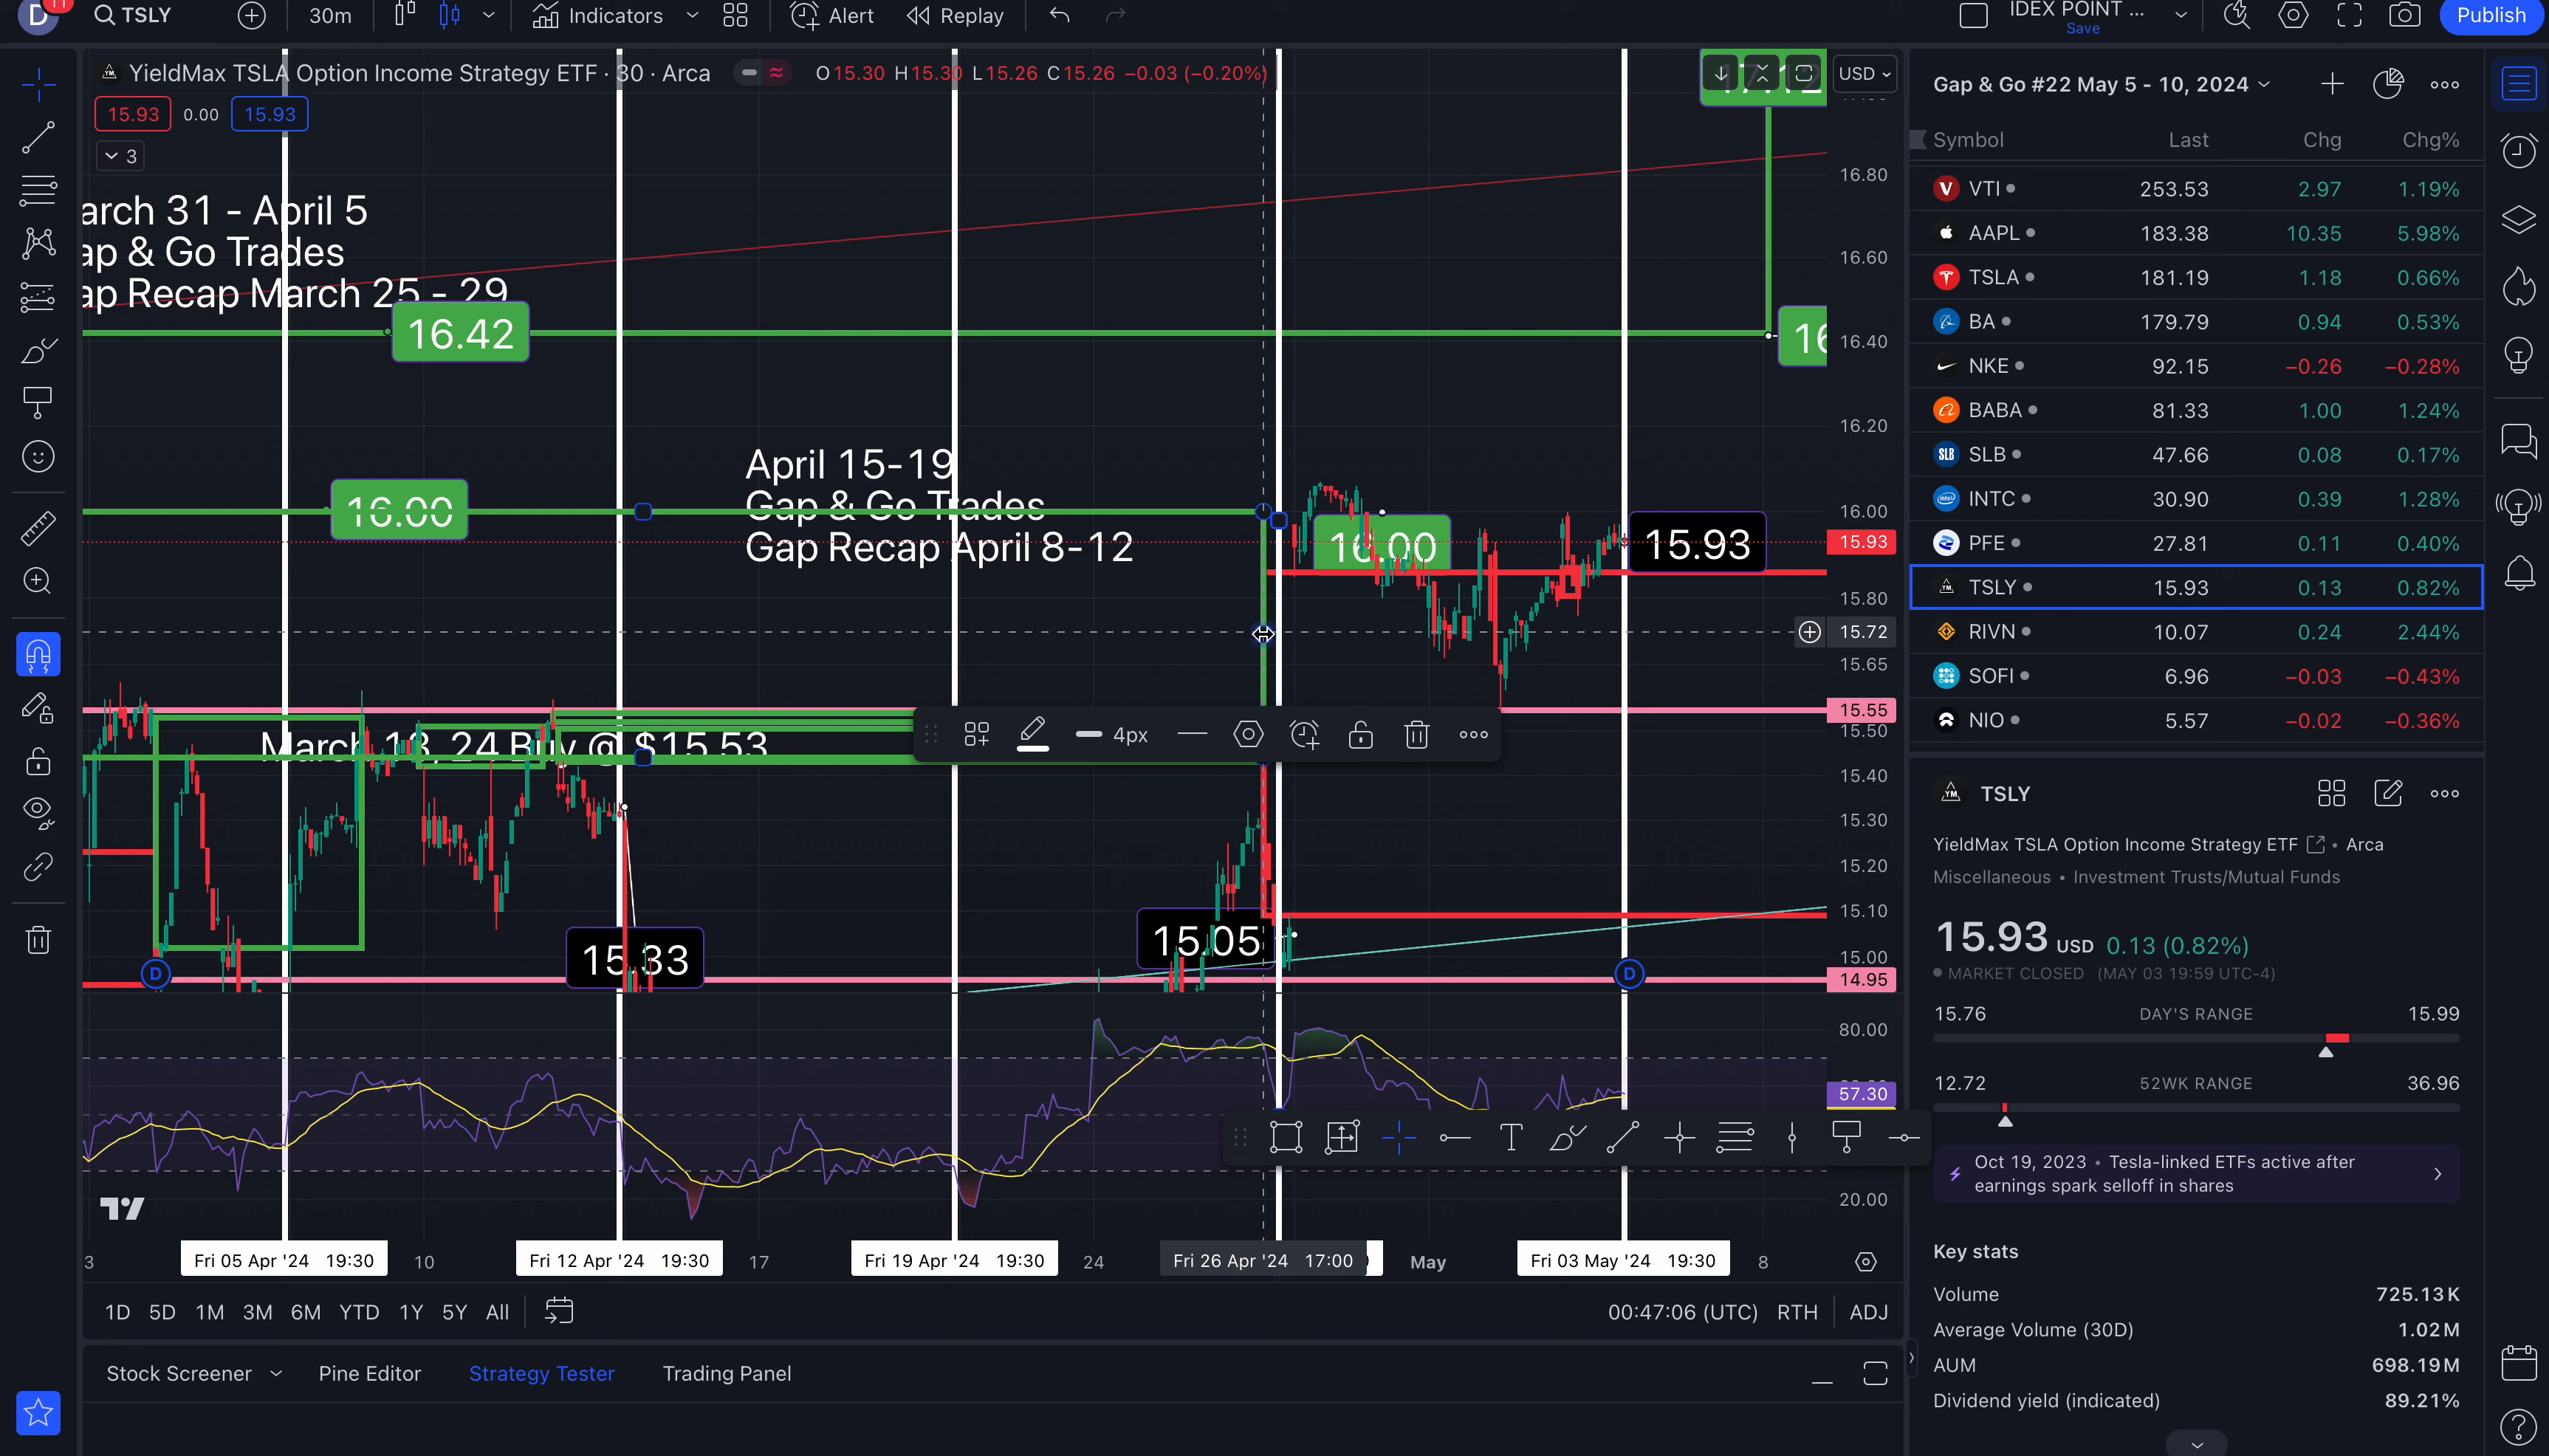 D 11 TSLY 30m Indicators Alert Replay IDEX POINT ... Save Publish
YieldMax TSLA Option Income Strategy ETF · 30 · Arca O15.30 H15.30 L15.26 C15.26 −0.03 (−0.20%)
USD
15.93 0.00 15.93
3
arch 31 - April 5
ap & Go Trades
ap Recap March 25 - 29
16.42
16.00
April 15-19
Gap & Go Trades
Gap Recap April 8-12
16.00
15.93
March 18, 24 Buy @ $15.53
4px
15.33
15.05
D
D
16.80
16.60
16.40
16.20
16.00
15.93
15.80
15.72
15.65
15.55
15.50
15.40
15.30
15.20
15.10
15.00
14.95
80.00
57.30
20.00
T
3 Fri 05 Apr '24 19:30 10 Fri 12 Apr '24 19:30 17 Fri 19 Apr '24 19:30 24 Fri 26 Apr '24 17:00 May Fri 03 May '24 19:30 8
1D 5D 1M 3M 6M YTD 1Y 5Y All 00:47:06 (UTC) RTH ADJ
Stock Screener Pine Editor Strategy Tester Trading Panel
Gap & Go #22 May 5 - 10, 2024
Symbol Last Chg Chg%
V VTI 253.53 2.97 1.19%
AAPL 183.38 10.35 5.98%
TSLA 181.19 1.18 0.66%
BA 179.79 0.94 0.53%
NKE 92.15 −0.26 −0.28%
BABA 81.33 1.00 1.24%
SLB SLB 47.66 0.08 0.17%
intel INTC 30.90 0.39 1.28%
PFE 27.81 0.11 0.40%
YM TSLY 15.93 0.13 0.82%
RIVN 10.07 0.24 2.44%
SOFI 6.96 −0.03 −0.43%
NIO 5.57 −0.02 −0.36%
YM TSLY
YieldMax TSLA Option Income Strategy ETF • Arca
Miscellaneous • Investment Trusts/Mutual Funds
15.93 USD 0.13 (0.82%)
MARKET CLOSED (MAY 03 19:59 UTC-4)
15.76 DAY'S RANGE 15.99
12.72 52WK RANGE 36.96
Oct 19, 2023 • Tesla-linked ETFs active after
earnings spark selloff in shares
Key stats
Volume 725.13K
Average Volume (30D) 1.02M
AUM 698.19M
Dividend yield (indicated) 89.21%